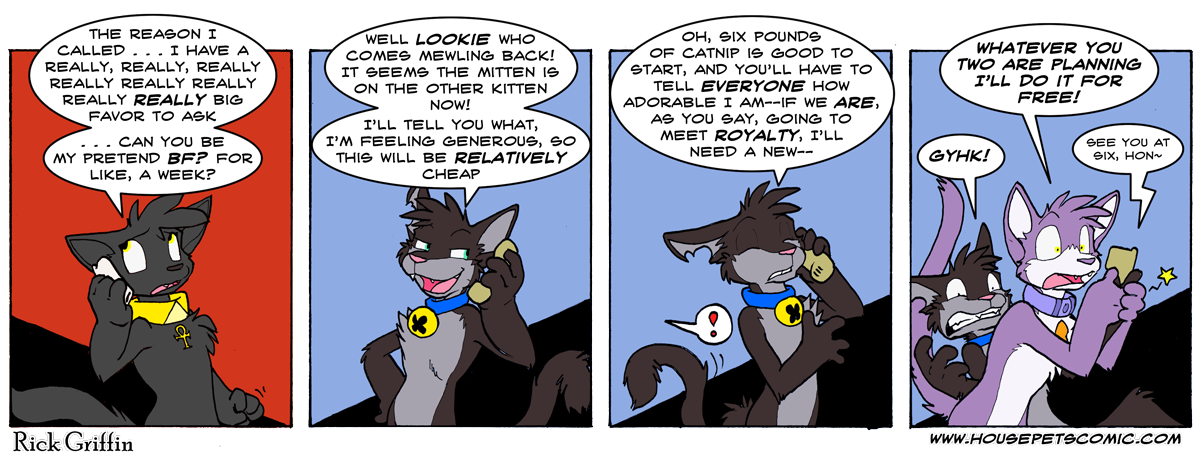 THE REASON I
CALLED . . . I HAVE A
REALLY, REALLY, REALLY
REALLY REALLY REALLY
REALLY REALLY BIG
FAVOR TO ASK
. . . CAN YOU BE
MY PRETEND BF? FOR
LIKE, A WEEK?
WELL LOOKIE WHO
COMES MEWLING BACK!
IT SEEMS THE MITTEN IS
ON THE OTHER KITTEN
NOW!
I'LL TELL YOU WHAT,
I'M FEELING GENEROUS, SO
THIS WILL BE RELATIVELY
CHEAP
OH, SIX POUNDS
OF CATNIP IS GOOD TO
START, AND YOU'LL HAVE TO
TELL EVERYONE HOW
ADORABLE I AM--IF WE ARE,
AS YOU SAY, GOING TO
MEET ROYALTY, I'LL
NEED A NEW--
!
WHATEVER YOU
TWO ARE PLANNING
I'LL DO IT FOR
FREE!
GYHK!
SEE YOU AT
SIX, HON~
Rick Griffin
WWW.HOUSEPETSCOMIC.COM